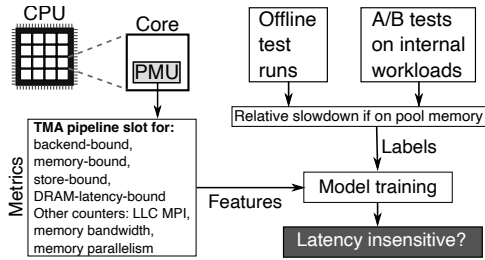 CPU
Core
PMU
Offline
test
runs
A/B tests
on internal
workloads
Metrics
TMA pipeline slot for:
backend-bound,
memory-bound,
store-bound,
DRAM-latency-bound
Other counters: LLC MPI,
memory bandwidth,
memory parallelism
Relative slowdown if on pool memory
Labels
Features
Model training
Latency insensitive?